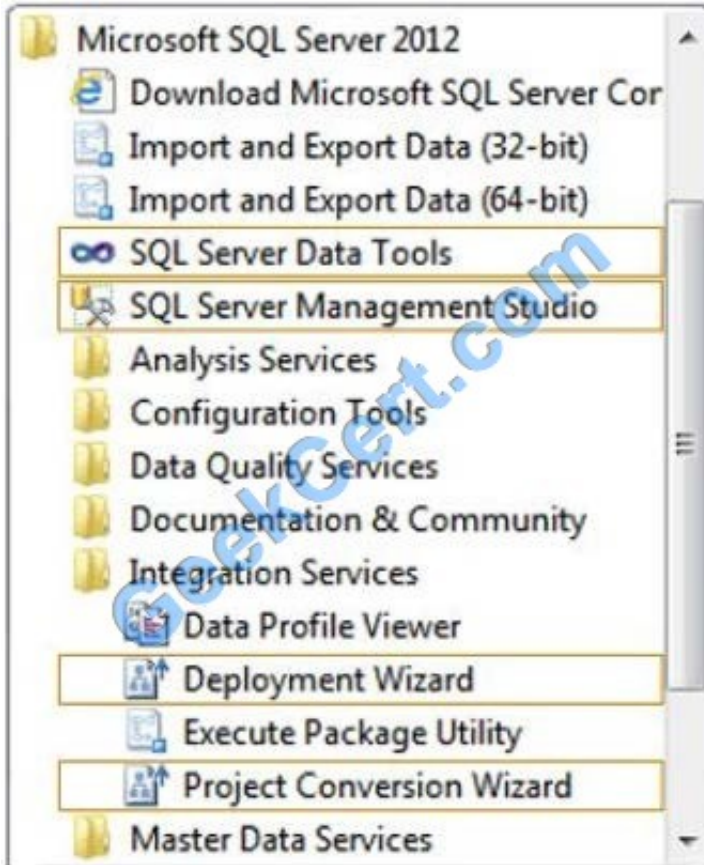 Microsoft SQL Server 2012
Download Microsoft SQL Server Cor
Import and Export Data (32-bit)
Import and Export Data (64-bit)
SQL Server Data Tools
SQL Server Management Studio
Analysis Services
Configuration Tools
Data Quality Services
Documentation & Community
Integration Services
Data Profile Viewer
Deployment Wizard
Execute Package Utility
Project Conversion Wizard
Master Data Services
GeekCert.com